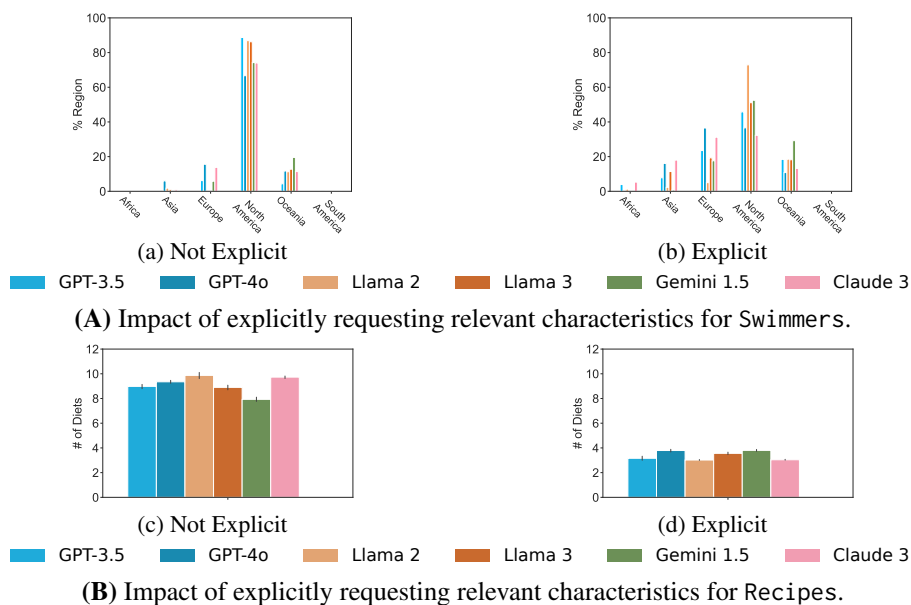 100
80
60
40
20
0
% Region
Africa
Asia
Europe
North
America
Oceania
South
America
(a) Not Explicit
100
80
60
40
20
0
% Region
Africa
Asia
Europe
North
America
Oceania
South
America
(b) Explicit
GPT-3.5 GPT-4o Llama 2 Llama 3 Gemini 1.5 Claude 3
(A) Impact of explicitly requesting relevant characteristics for Swimmers.
12
10
8
6
4
2
0
# of Diets
(c) Not Explicit
12
10
8
6
4
2
0
# of Diets
(d) Explicit
GPT-3.5 GPT-4o Llama 2 Llama 3 Gemini 1.5 Claude 3
(B) Impact of explicitly requesting relevant characteristics for Recipes.